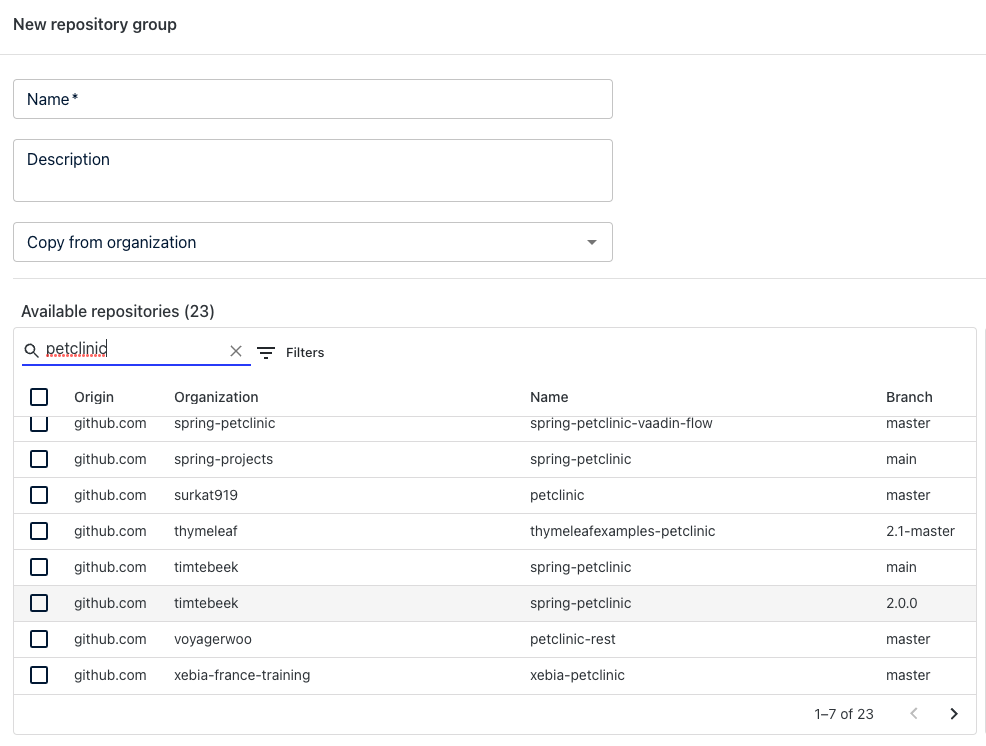 New repository group
Name*
Description
Copy from organization
Available repositories (23)
petclinic Filters
Origin Organization Name Branch
github.com spring-petclinic spring-petclinic-vaadin-flow master
github.com spring-projects spring-petclinic main
github.com surkat919 petclinic master
github.com thymeleaf thymeleafexamples-petclinic 2.1-master
github.com timtebeek spring-petclinic main
github.com timtebeek spring-petclinic 2.0.0
github.com voyagerwoo petclinic-rest master
github.com xebia-france-training xebia-petclinic master
1–7 of 23